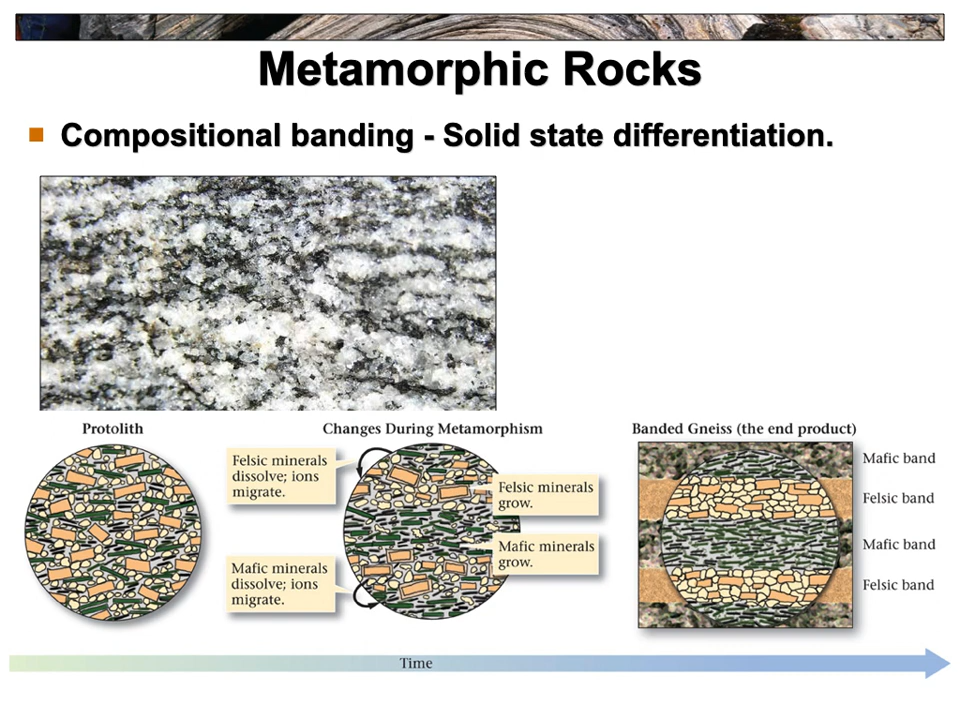 Metamorphic Rocks
Compositional banding - Solid state differentiation.
Protolith
Changes During Metamorphism
Banded Gneiss (the end product)
Felsic minerals
dissolve; ions
migrate.
Felsic minerals
grow.
Mafic minerals
grow.
Mafic minerals
dissolve; ions
migrate.
Mafic band
Felsic band
Mafic band
Felsic band
Time